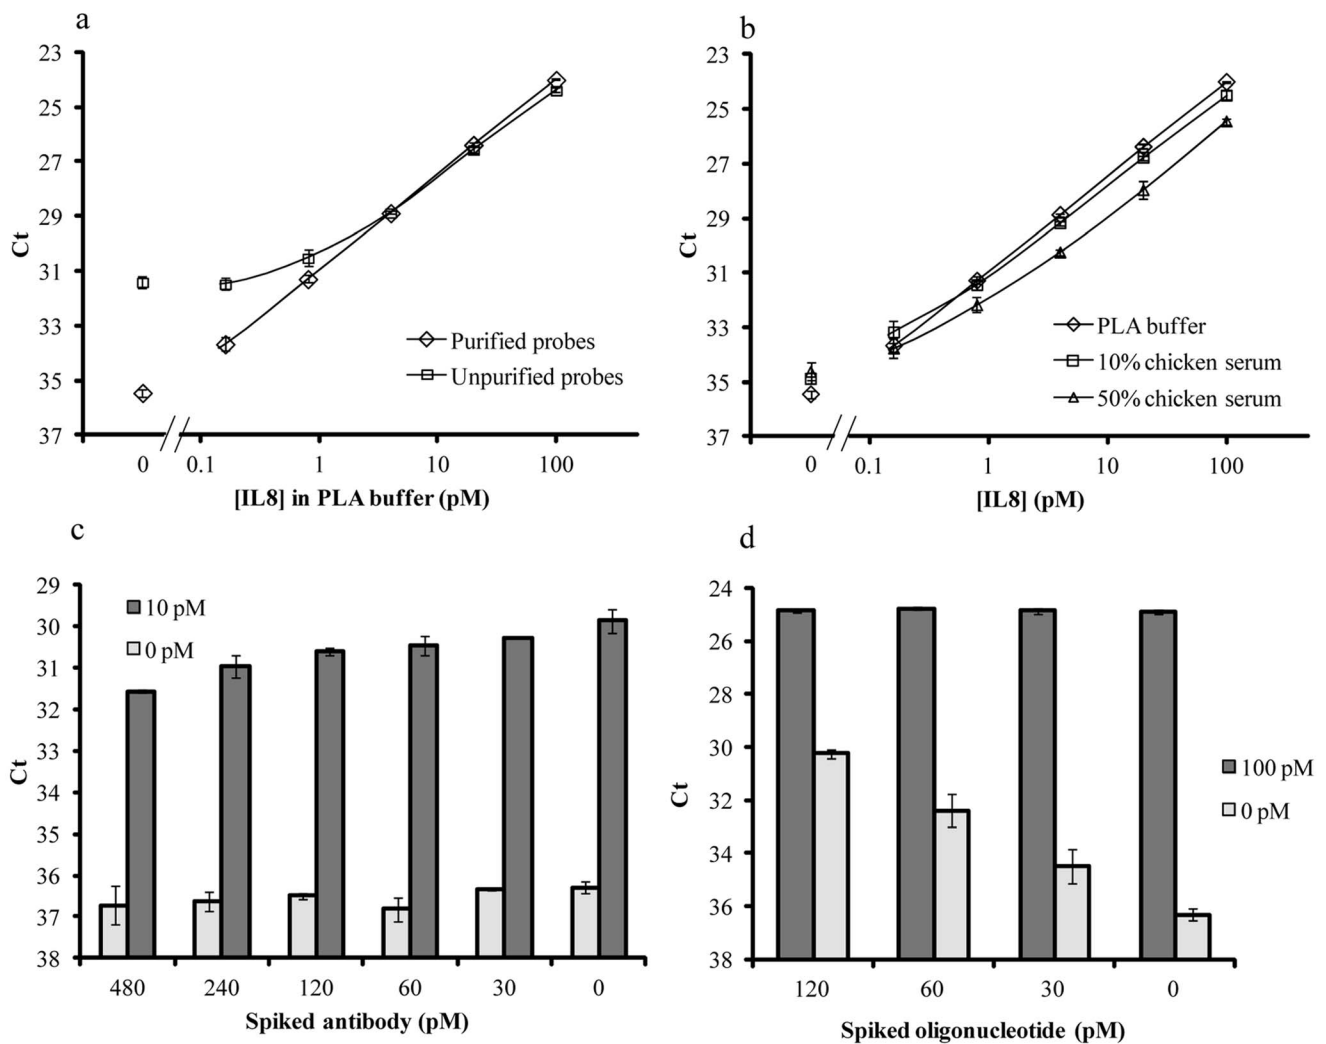 a
23
25
27
29
31
33
35
37
Ct
Purified probes
Unpurified probes
0
0.1
1
10
100
[IL8] in PLA buffer (pM)
b
23
25
27
29
31
33
35
37
Ct
PLA buffer
10% chicken serum
50% chicken serum
0
0.1
1
10
100
[IL8] (pM)
c
29
30
31
32
33
34
35
36
37
38
Ct
10 pM
0 pM
480
240
120
60
30
0
Spiked antibody (pM)
d
24
26
28
30
32
34
36
38
Ct
100 pM
0 pM
120
60
30
0
Spiked oligonucleotide (pM)